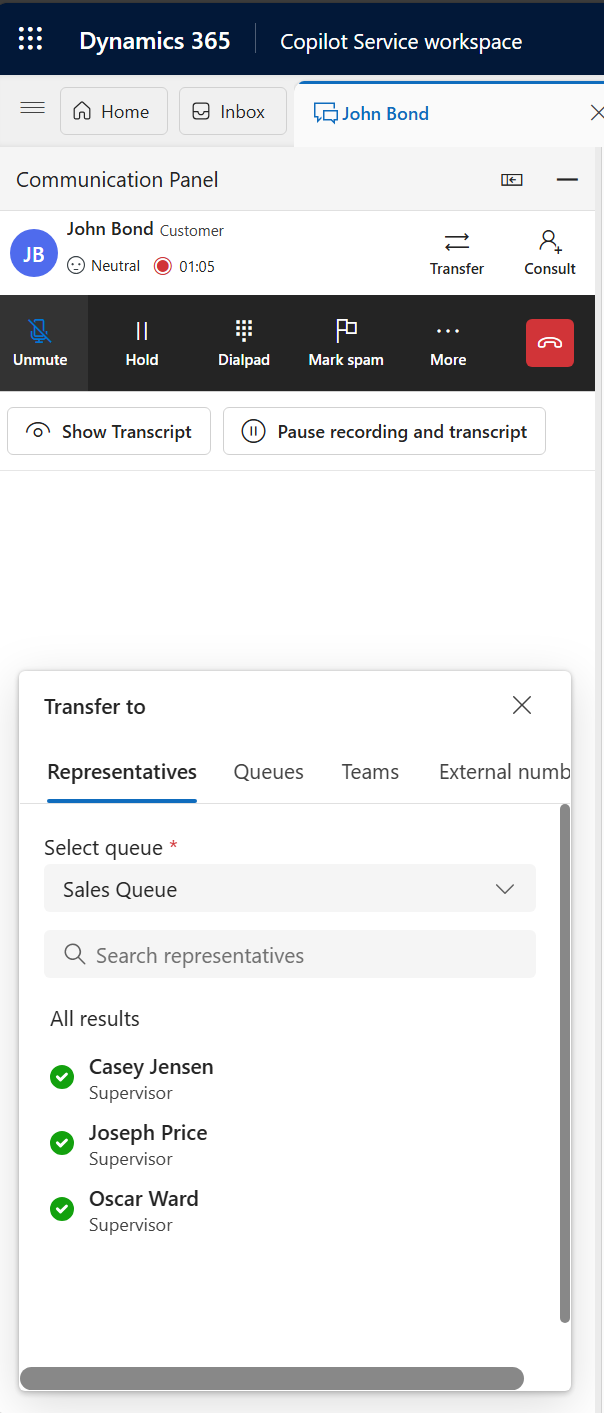 Dynamics 365 Copilot Service workspace
Home Inbox John Bond
Communication Panel
John Bond Customer
JB
Neutral 01:05
Transfer Consult
Unmute Hold Dialpad Mark spam More
Show Transcript Pause recording and transcript
Transfer to
Representatives Queues Teams External numb
Select queue *
Sales Queue
Search representatives
All results
Casey Jensen
Supervisor
Joseph Price
Supervisor
Oscar Ward
Supervisor